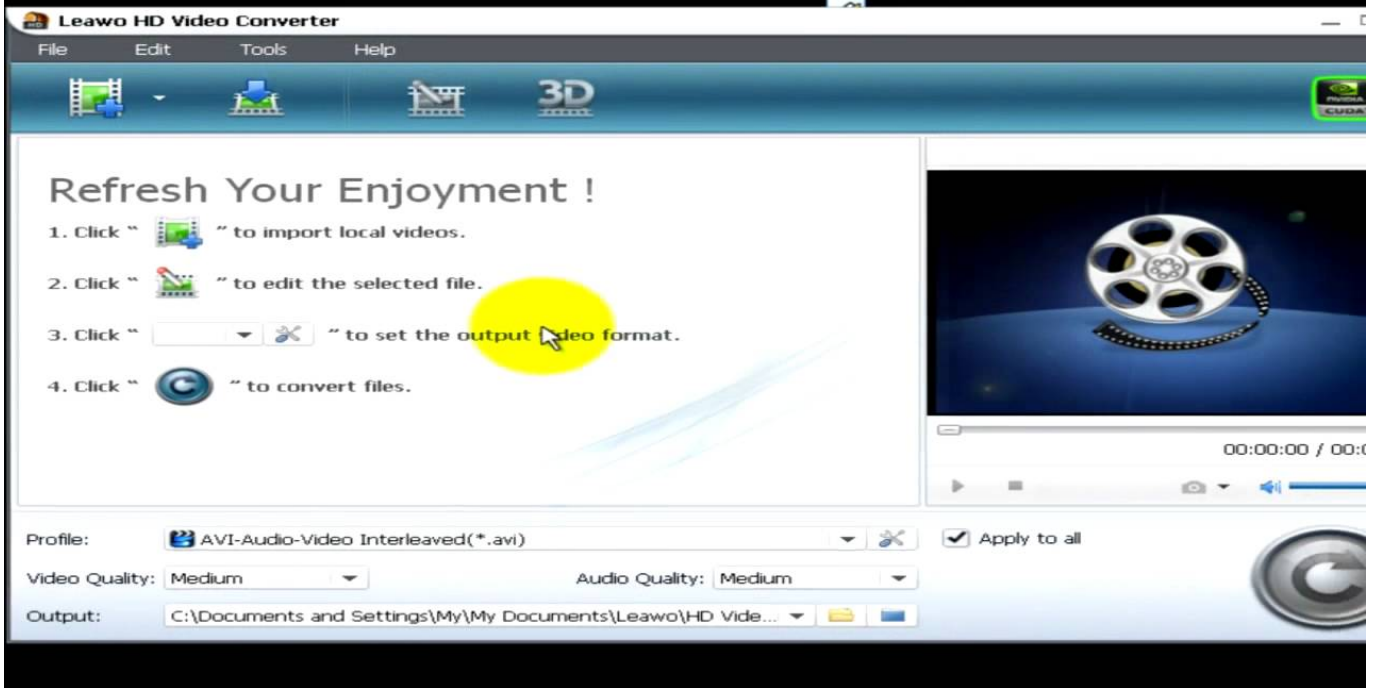 Leawo HD Video Converter
File Edit Tools Help
3D
NVIDIA
CUDA
Refresh Your Enjoyment !
1. Click " " to import local videos.
2. Click " " to edit the selected file.
3. Click " " to set the output video format.
4. Click " " to convert files.
00:00:00 / 00:
Profile: AVI-Audio-Video Interleaved(*.avi) Apply to all
Video Quality: Medium Audio Quality: Medium
Output: C:\Documents and Settings\My\My Documents\Leawo\HD Vide...